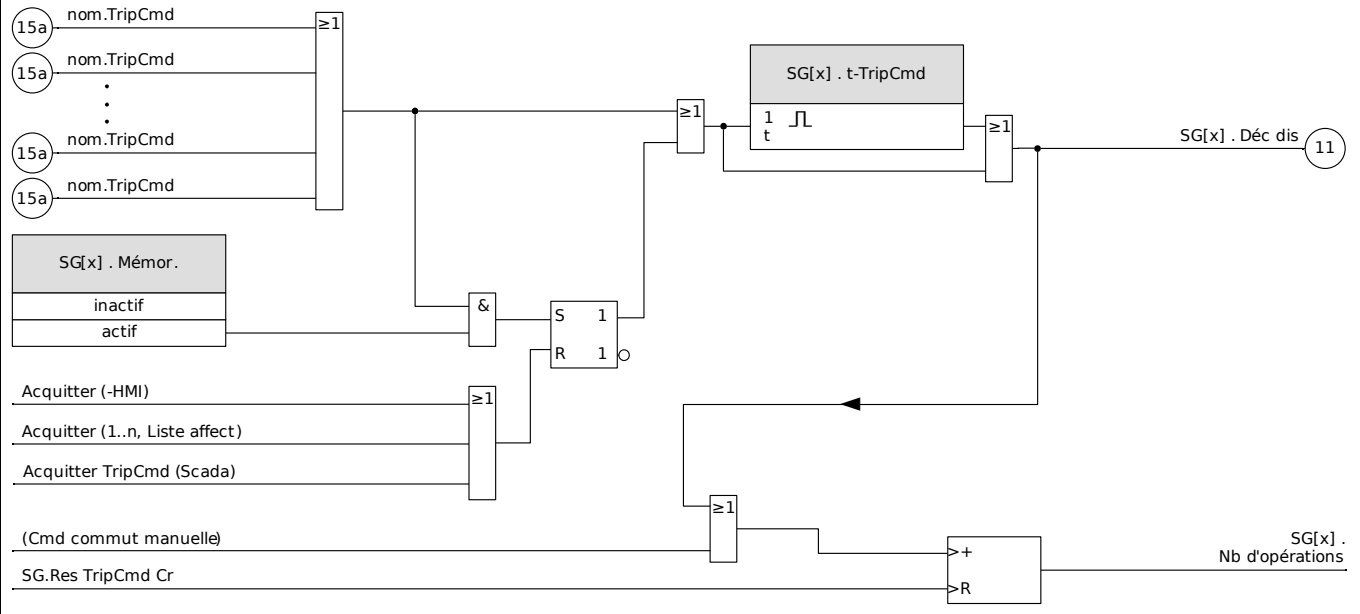 15a nom.TripCmd
≥1
15a nom.TripCmd
15a nom.TripCmd
15a nom.TripCmd
≥1
SG[x] . t-TripCmd
1
t
≥1
SG[x] . Déc dis 11
SG[x] . Mémor.
inactif
actif
&
S 1
R 1
Acquitter (-HMI)
≥1
Acquitter (1..n, Liste affect)
Acquitter TripCmd (Scada)
≥1
(Cmd commut manuelle)
SG.Res TripCmd Cr
>+
>R
SG[x] .
Nb d'opérations